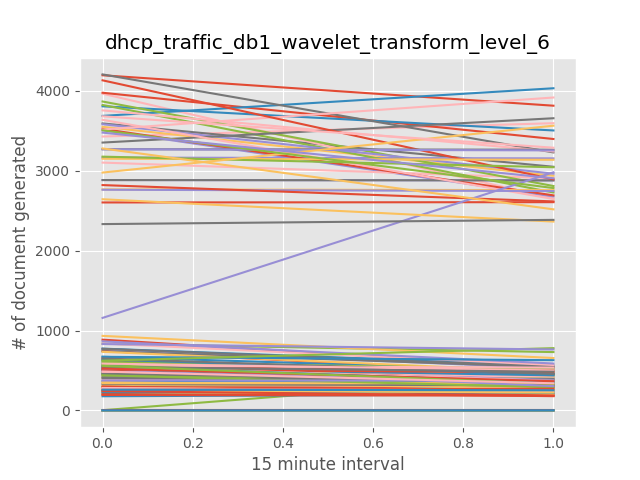 dhcp_traffic_db1_wavelet_transform_level_6
# of document generated
4000
3000
2000
1000
0
0.0 0.2 0.4 0.6 0.8 1.0
15 minute interval